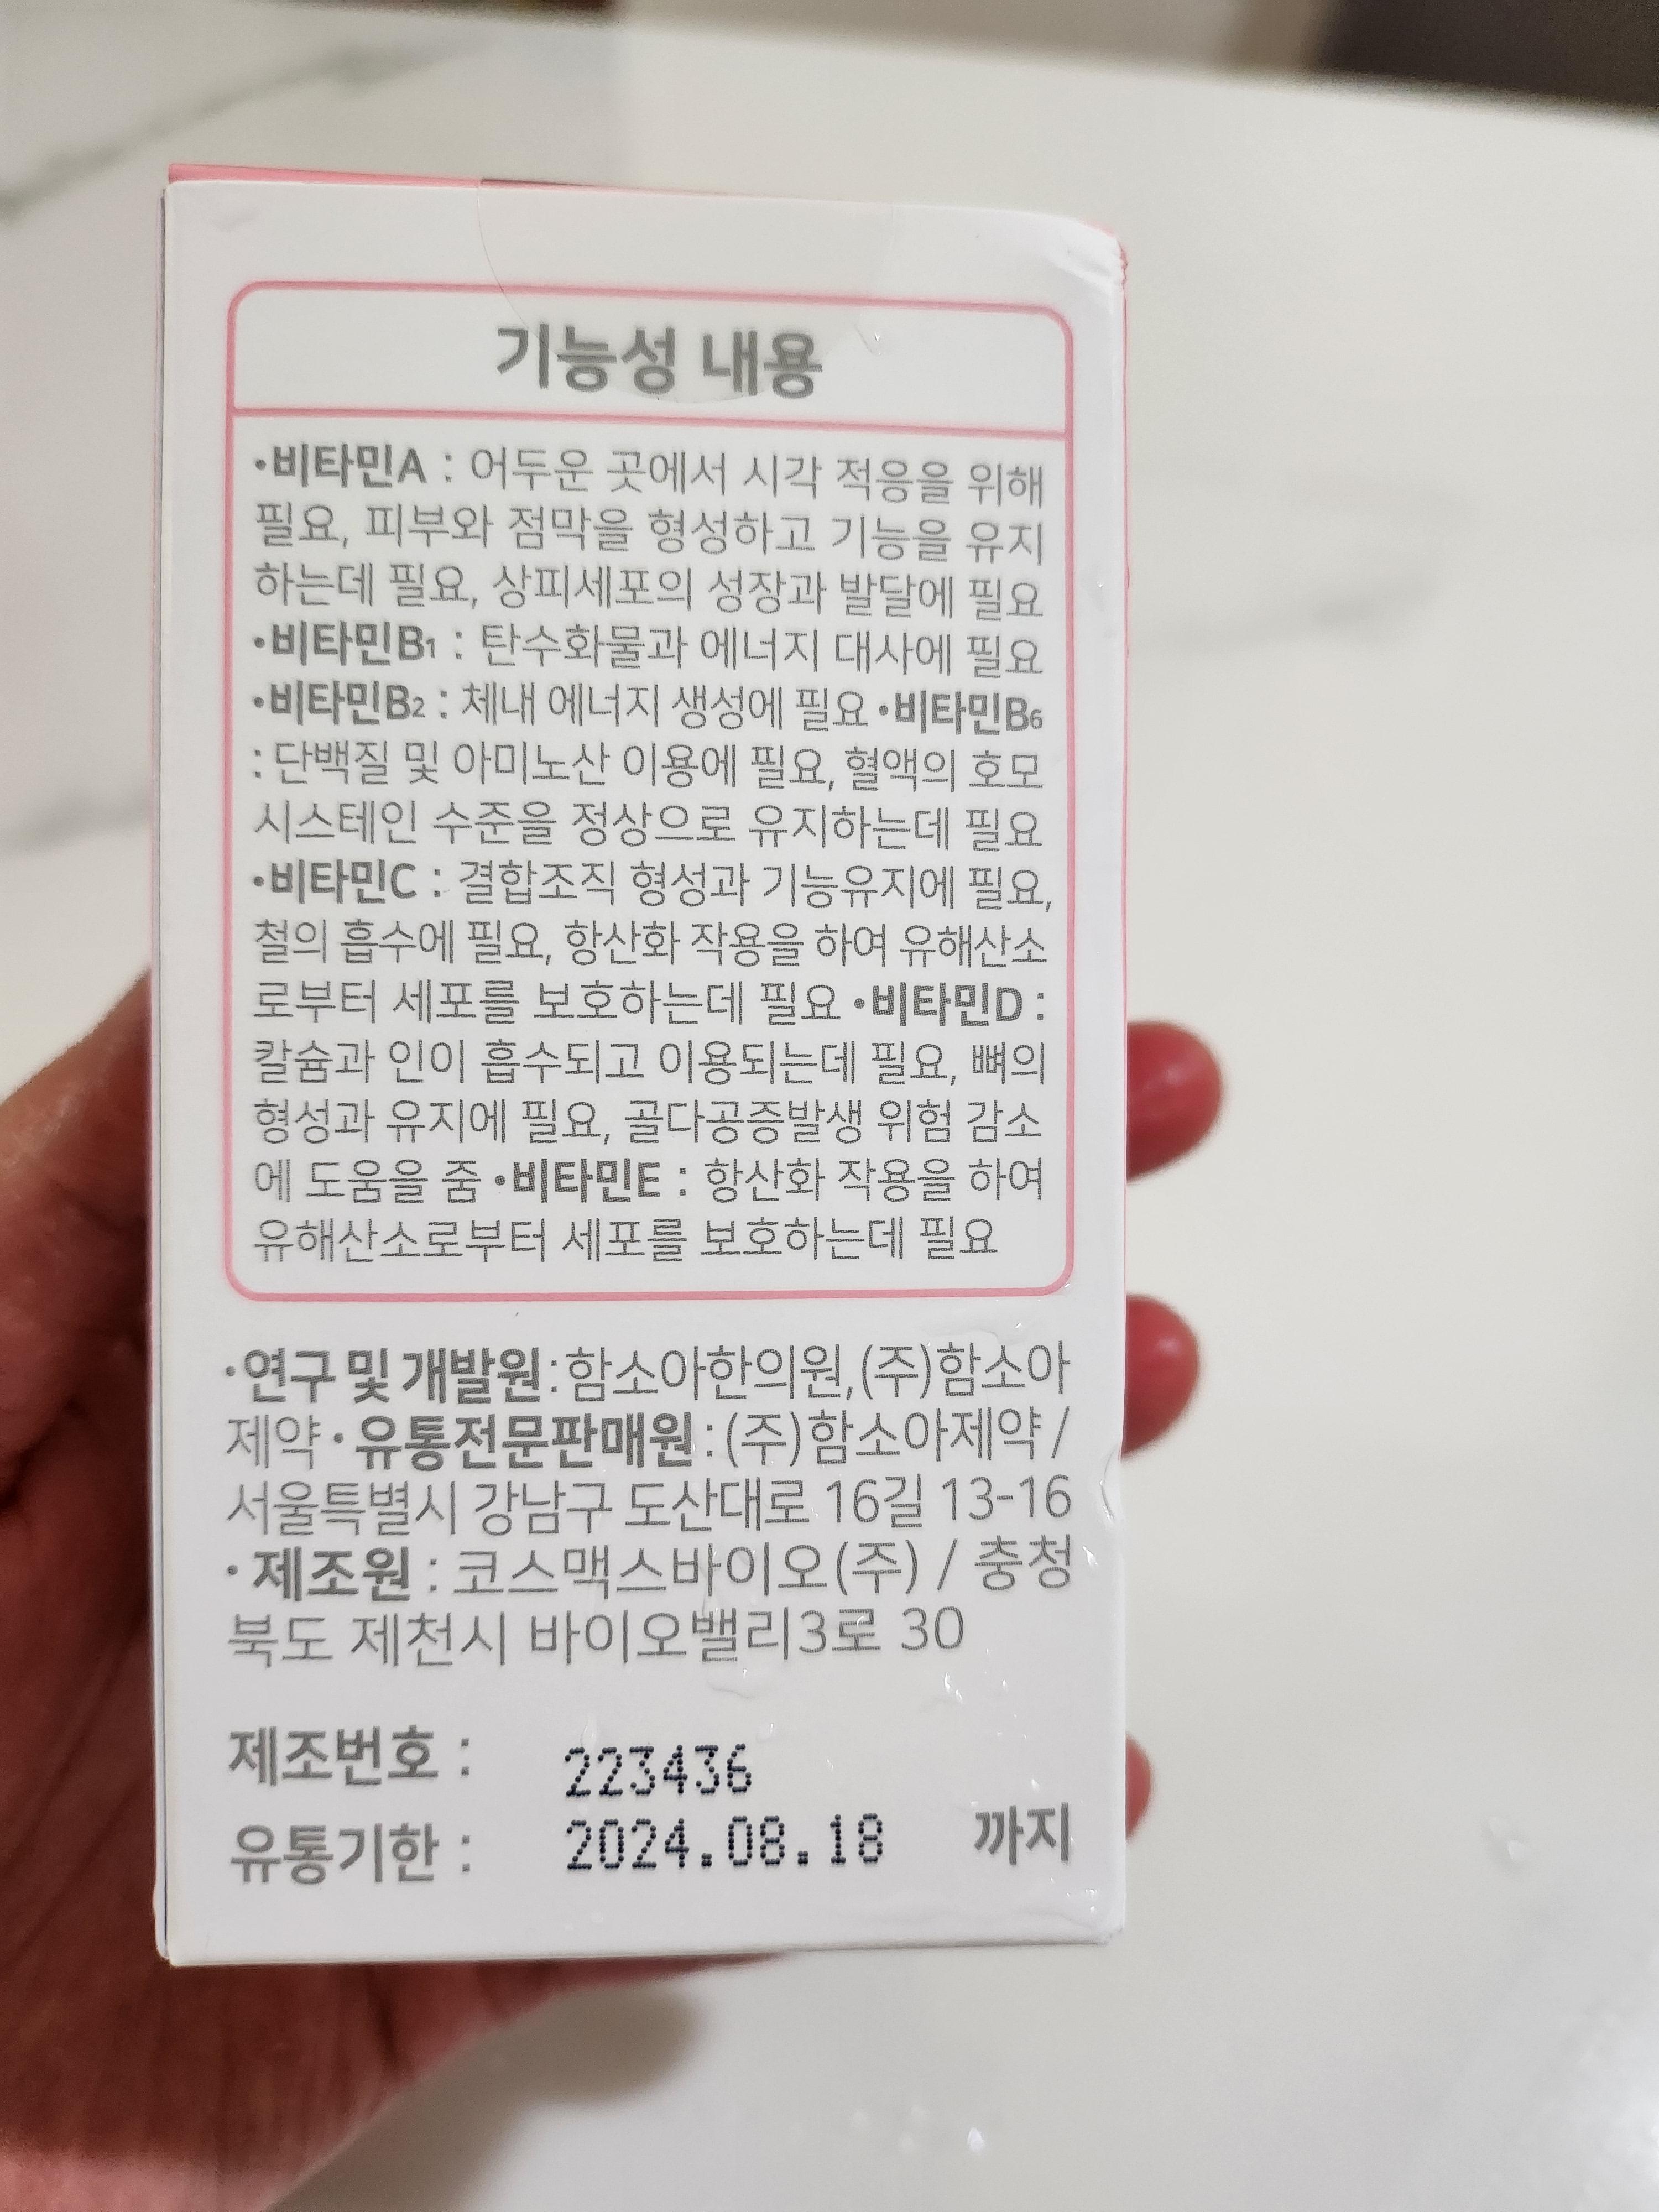 기능성 내용
•비타민A : 어두운 곳에서 시각 적응을 위해
필요, 피부와 점막을 형성하고 기능을 유지
하는데 필요, 상피세포의 성장과 발달에 필요
•비타민B₁ : 탄수화물과 에너지 대사에 필요
•비타민B₂ : 체내 에너지 생성에 필요 •비타민B₆
: 단백질 및 아미노산 이용에 필요, 혈액의 호모
시스테인 수준을 정상으로 유지하는데 필요
•비타민C : 결합조직 형성과 기능유지에 필요,
철의 흡수에 필요, 항산화 작용을 하여 유해산소
로부터 세포를 보호하는데 필요 •비타민D :
칼슘과 인이 흡수되고 이용되는데 필요, 뼈의
형성과 유지에 필요, 골다공증발생 위험 감소
에 도움을 줌 •비타민E : 항산화 작용을 하여
유해산소로부터 세포를 보호하는데 필요
•연구 및 개발원 : 함소아한의원, (주)함소아
제약 • 유통전문판매원 : (주)함소아제약 /
서울특별시 강남구 도산대로 16길 13-16
• 제조원 : 코스맥스바이오(주) / 충청
북도 제천시 바이오밸리3로 30
제조번호 : 223436
유통기한 : 2024.08.18 까지